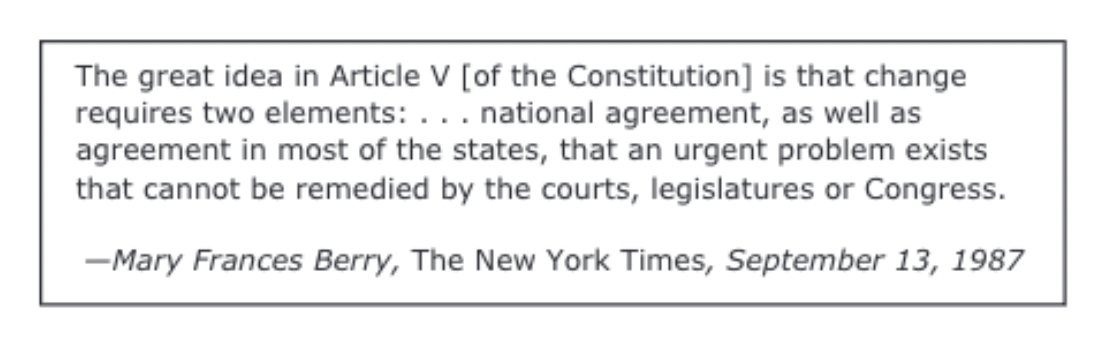 The great idea in Article V [of the Constitution] is that change
requires two elements: . . . national agreement, as well as
agreement in most of the states, that an urgent problem exists
that cannot be remedied by the courts, legislatures or Congress.
—Mary Frances Berry, The New York Times, September 13, 1987